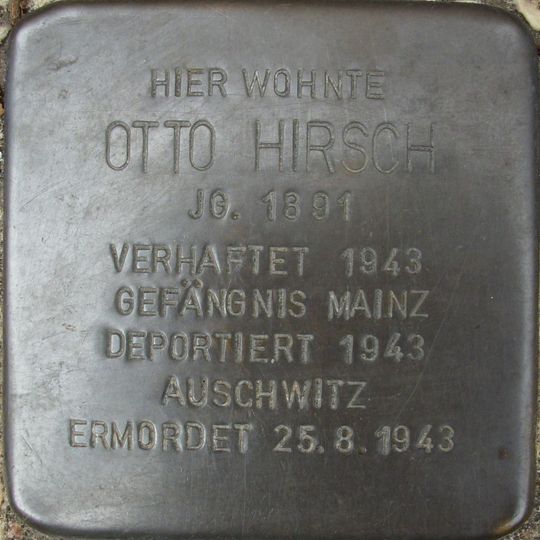 HIER WOHNTE
OTTO HIRSCH
JG. 1891
VERHAFTET 1943
GEFÄNGNIS MAINZ
DEPORTIERT 1943
AUSCHWITZ
ERMORDET 25.8.1943